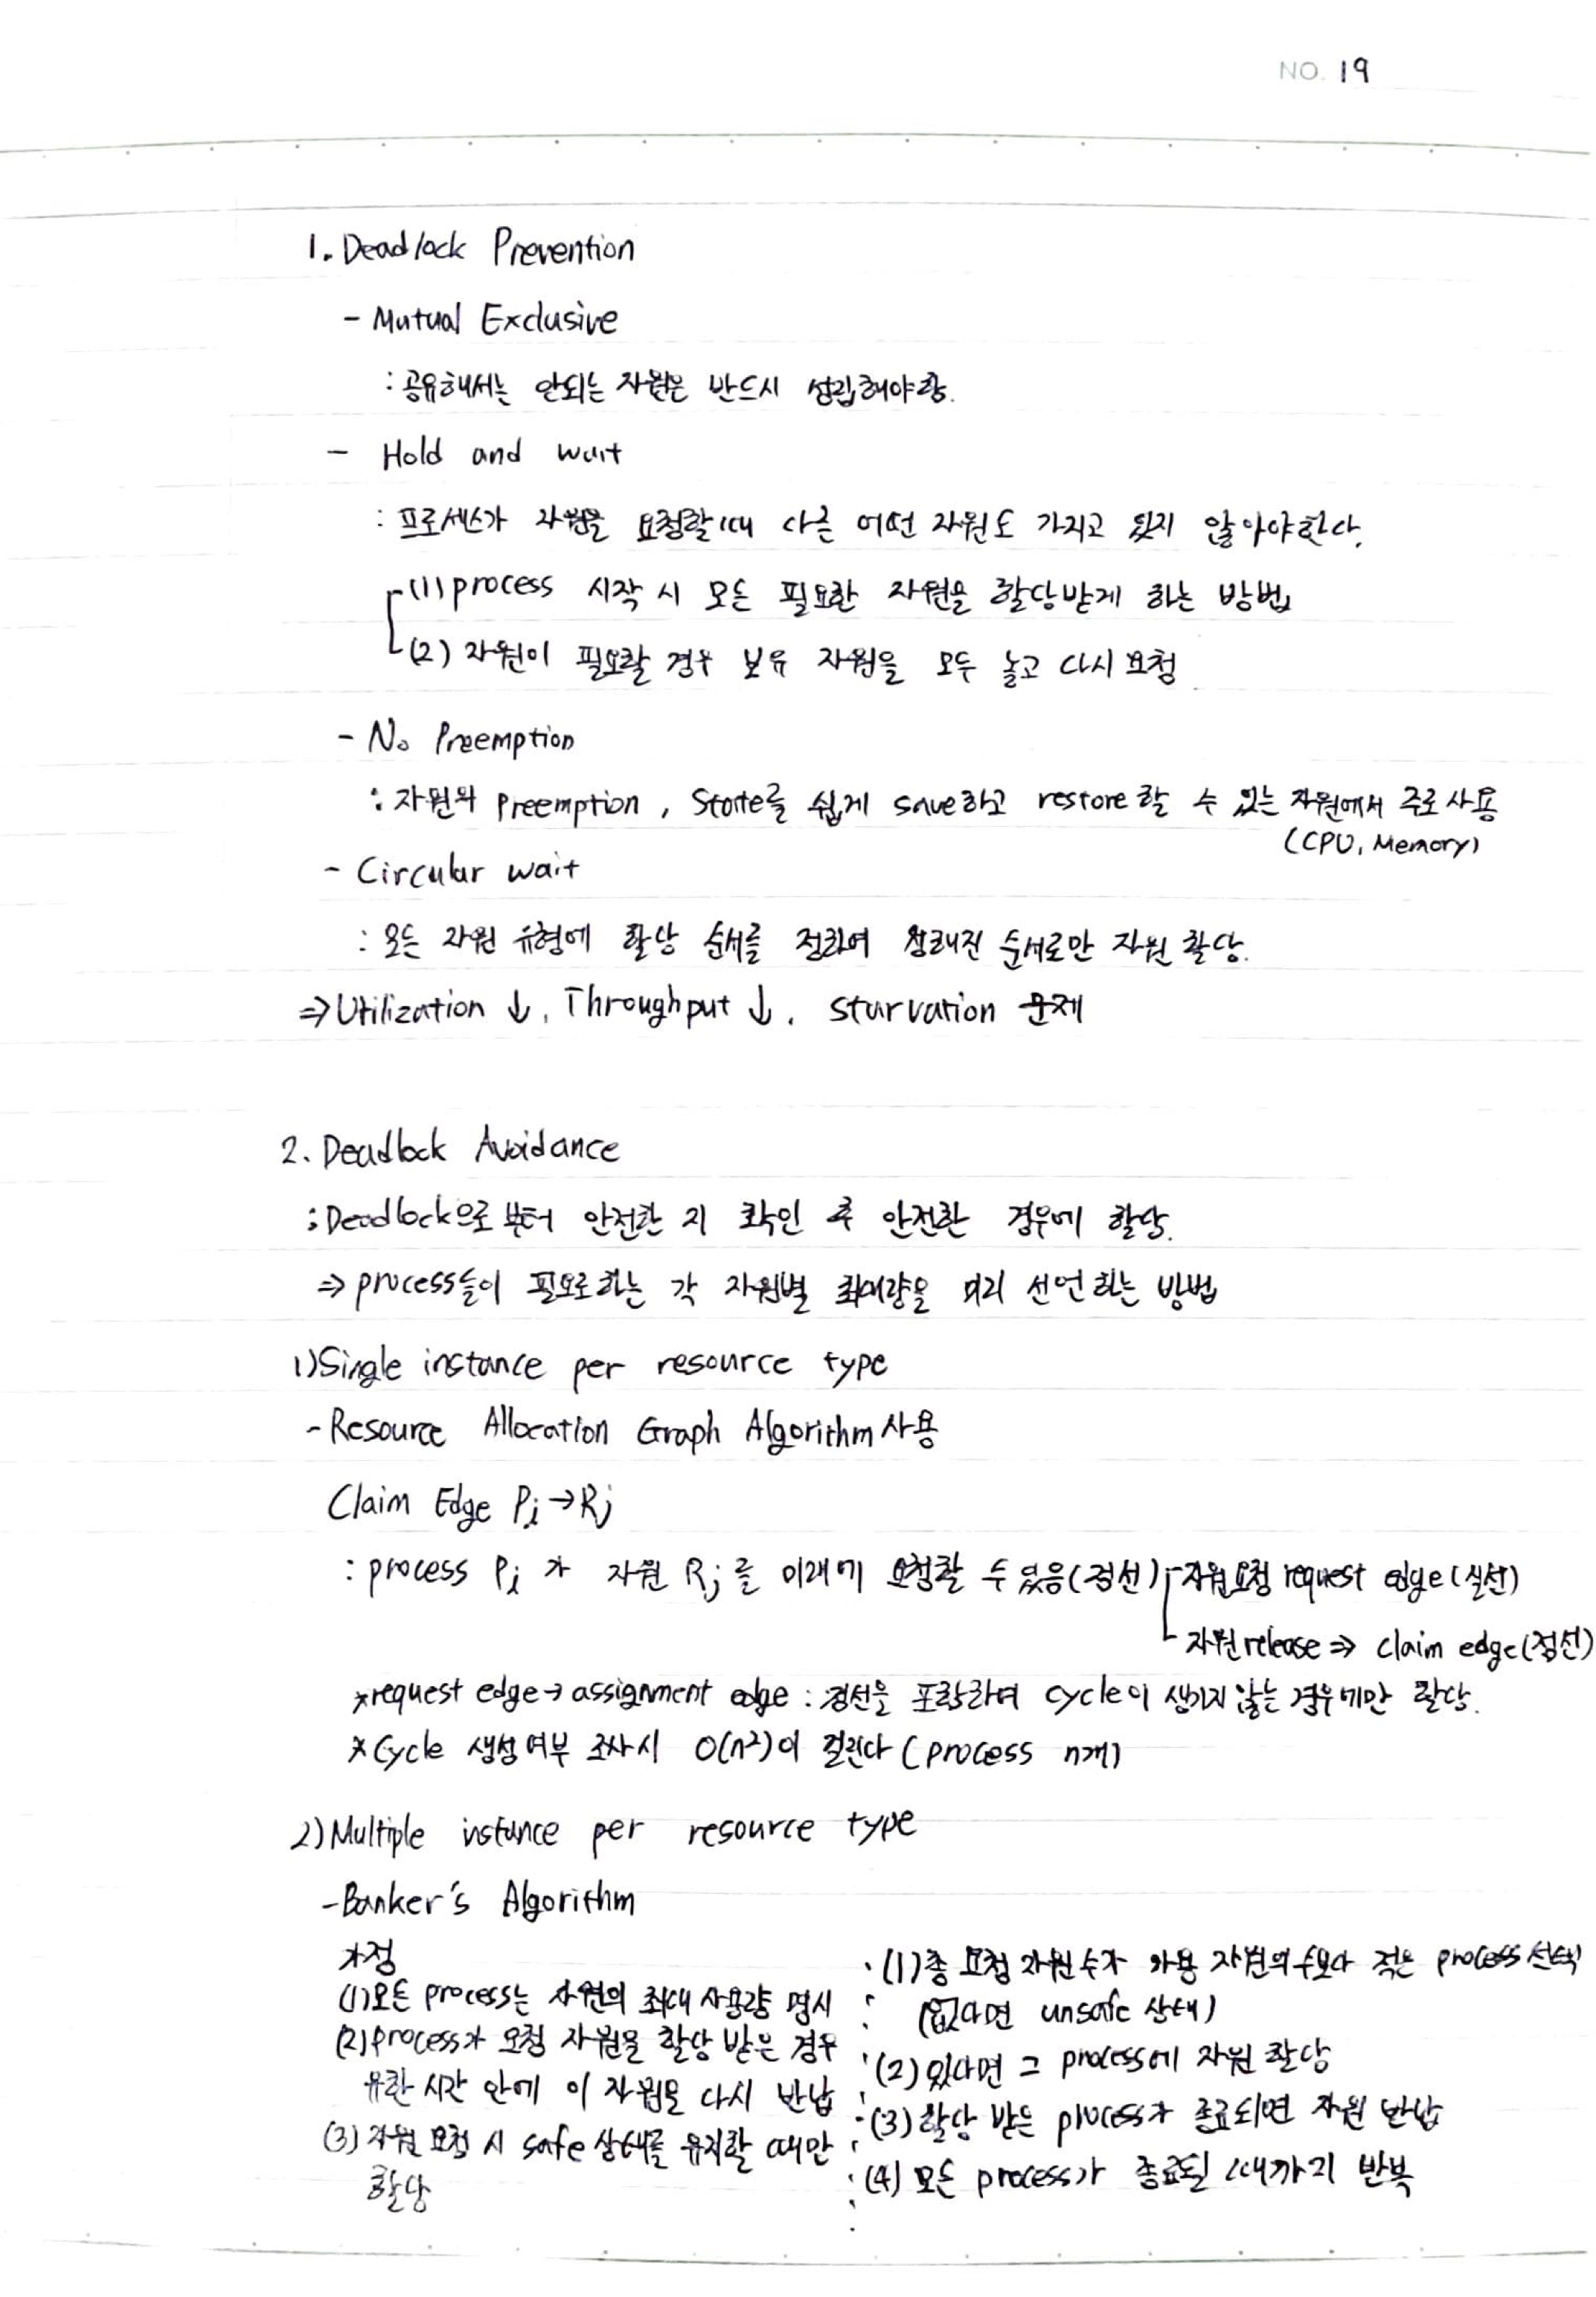 NO. 19
1. Deadlock Prevention
- Mutual Exclusive
: 공유해서는 안되는 자원은 반드시 성립해야함.
- Hold and wait
: 프로세스가 자원을 요청할 때 다른 어떤 자원도 가지고 있지 않아야한다.
(1) process 시작 시 모든 필요한 자원을 할당받게 하는 방법
(2) 자원이 필요할 경우 보유 자원을 모두 놓고 다시 요청
- No Preemption
: 자원의 Preemption, State를 쉽게 save하고 restore할 수 있는 자원에서 주로 사용
(CPU, Memory)
- Circular wait
: 모든 자원 유형에 할당 순서를 정하여 정해진 순서로만 자원 할당.
⇒ Utilization ↓, Throughput ↓, starvation 문제
2. Deadlock Avoidance
: Deadlock으로 부터 안전한 지 확인 후 안전한 경우에 할당.
⇒ process들이 필요로 하는 각 자원별 최대량을 미리 선언 하는 방법
1) Single instance per resource type
- Resource Allocation Graph Algorithm 사용
Claim Edge Pi → Rj
: process Pi가 자원 Rj를 미래에 요청할 수 있음 (점선) 자원요청 request edge (실선)
자원 release ⇒ claim edge (점선)
* request edge → assignment edge : 점선을 포함하여 cycle이 생기지 않는 경우에만 할당.
* Cycle 생성 여부 조사시 O(n²)이 걸린다 (process n개)
2) Multiple instance per resource type
- Banker's Algorithm
가정
(1) 모든 process는 자원의 최대 사용량 명시
(2) process가 요청 자원을 할당 받은 경우
유한 시간 안에 이 자원을 다시 반납
(3) 자원 요청 시 safe 상태를 유지할 때만
할당
(1) 총 요청 자원 수가 가용 자원의 수보다 적은 process 선택
(없다면 unsafe 상태)
(2) 있다면 그 process에 자원 할당
(3) 할당 받은 process가 종료되면 자원 반납
(4) 모든 process가 종료될 때까지 반복